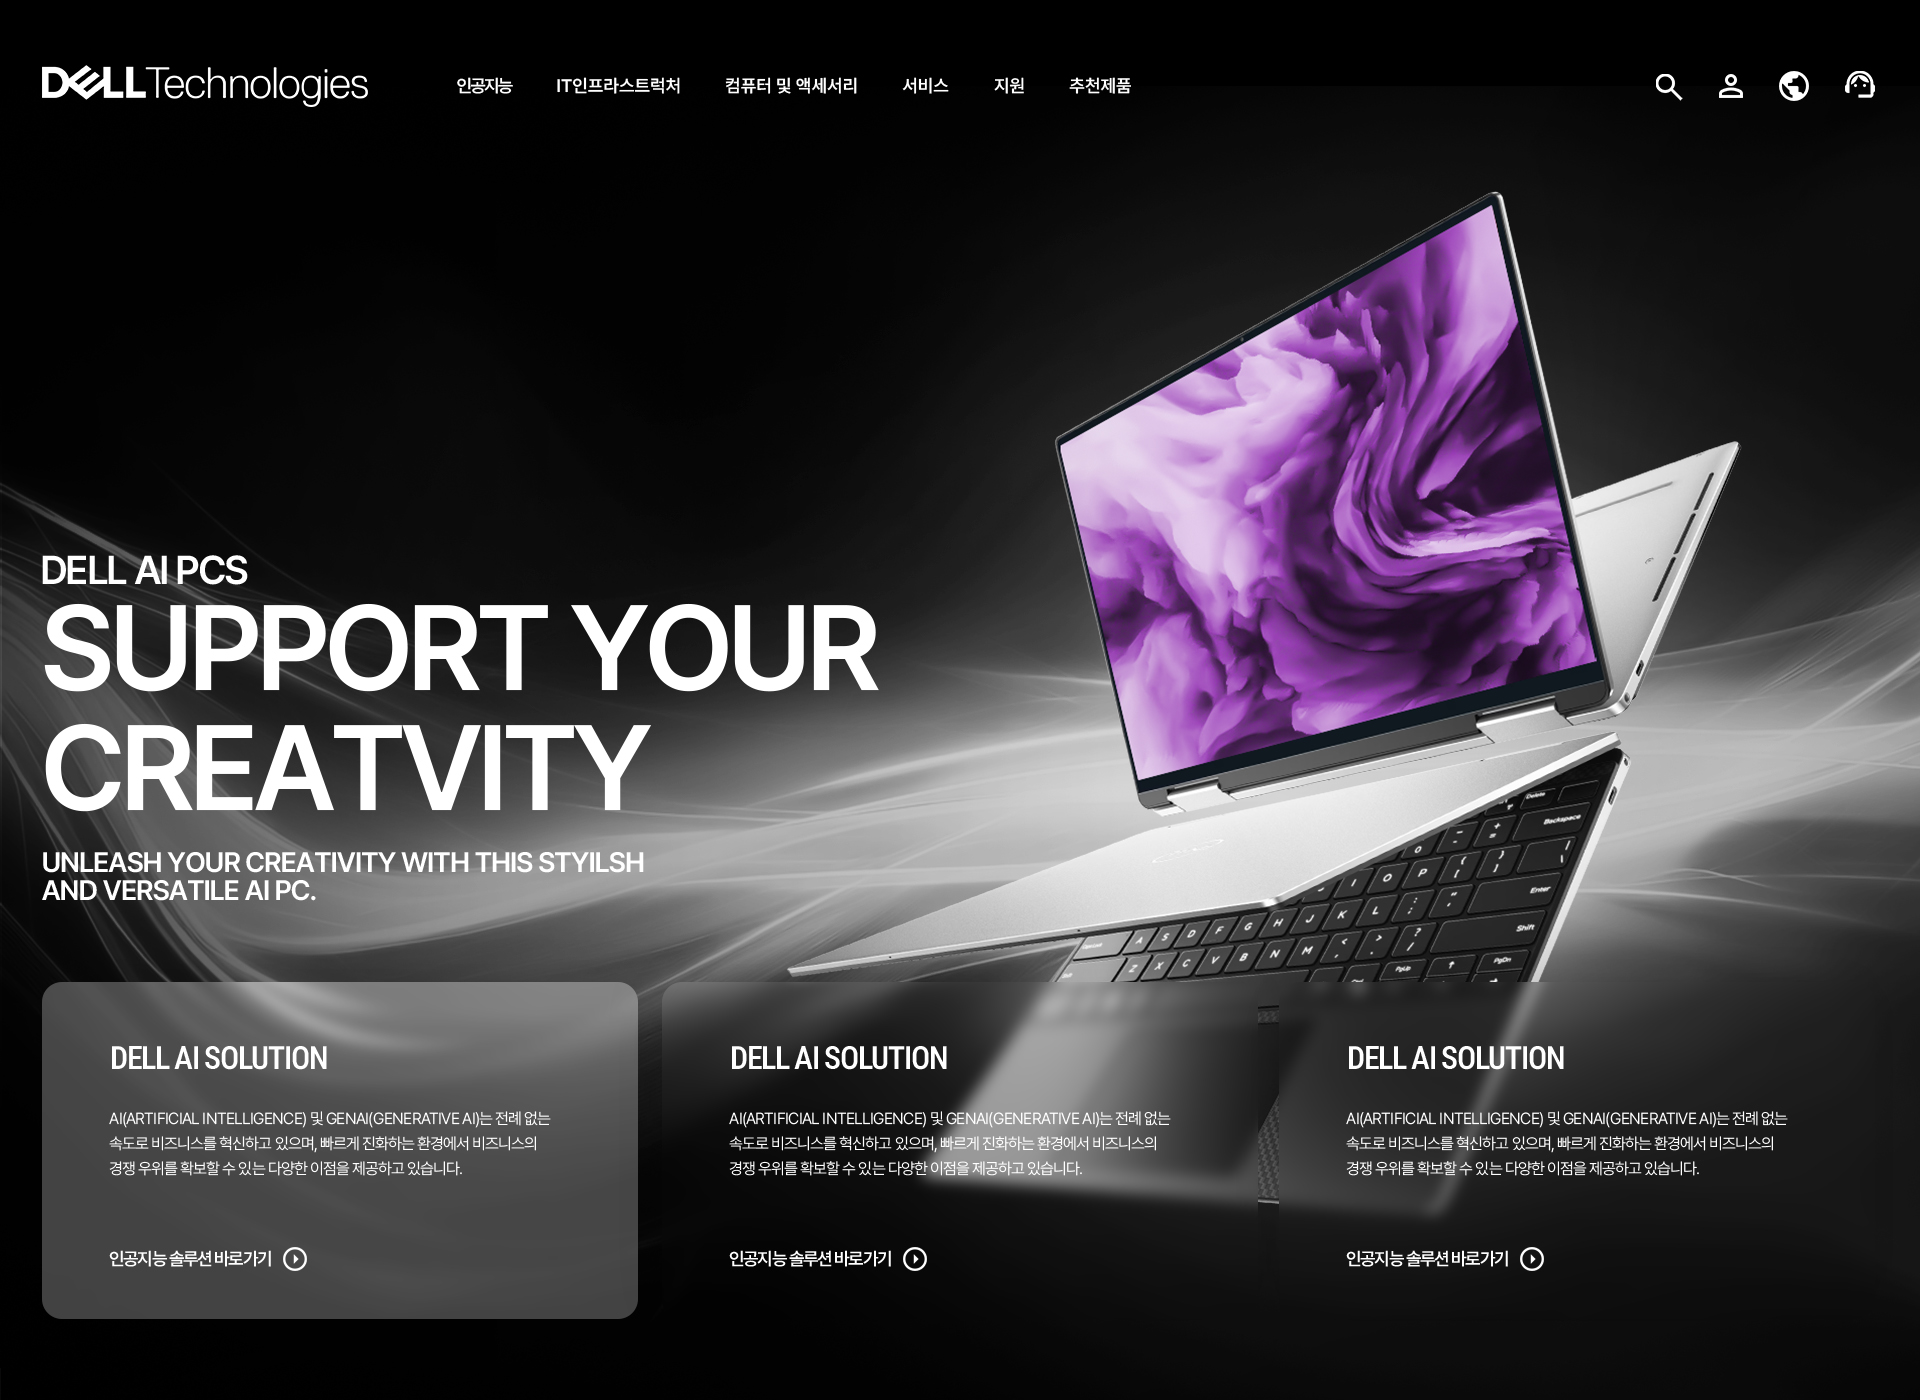 DELL Technologies
인공지능 IT인프라스트럭처 컴퓨터 및 액세서리 서비스 지원 추천제품
DELL AI PCS
SUPPORT YOUR
CREATVITY
UNLEASH YOUR CREATIVITY WITH THIS STYILSH
AND VERSATILE AI PC.
Delete
Backspace
I O P { [ } ] \
Enter
A S D F G H J K L : ; " '
Shift
Z X C V B N M < , > . ? /
PgUp PgDn
DELL AI SOLUTION
AI(ARTIFICIAL INTELLIGENCE) 및 GENAI(GENERATIVE AI)는 전례 없는
속도로 비즈니스를 혁신하고 있으며, 빠르게 진화하는 환경에서 비즈니스의
경쟁 우위를 확보할 수 있는 다양한 이점을 제공하고 있습니다.
인공지능 솔루션 바로가기
DELL AI SOLUTION
AI(ARTIFICIAL INTELLIGENCE) 및 GENAI(GENERATIVE AI)는 전례 없는
속도로 비즈니스를 혁신하고 있으며, 빠르게 진화하는 환경에서 비즈니스의
경쟁 우위를 확보할 수 있는 다양한 이점을 제공하고 있습니다.
인공지능 솔루션 바로가기
DELL AI SOLUTION
AI(ARTIFICIAL INTELLIGENCE) 및 GENAI(GENERATIVE AI)는 전례 없는
속도로 비즈니스를 혁신하고 있으며, 빠르게 진화하는 환경에서 비즈니스의
경쟁 우위를 확보할 수 있는 다양한 이점을 제공하고 있습니다.
인공지능 솔루션 바로가기